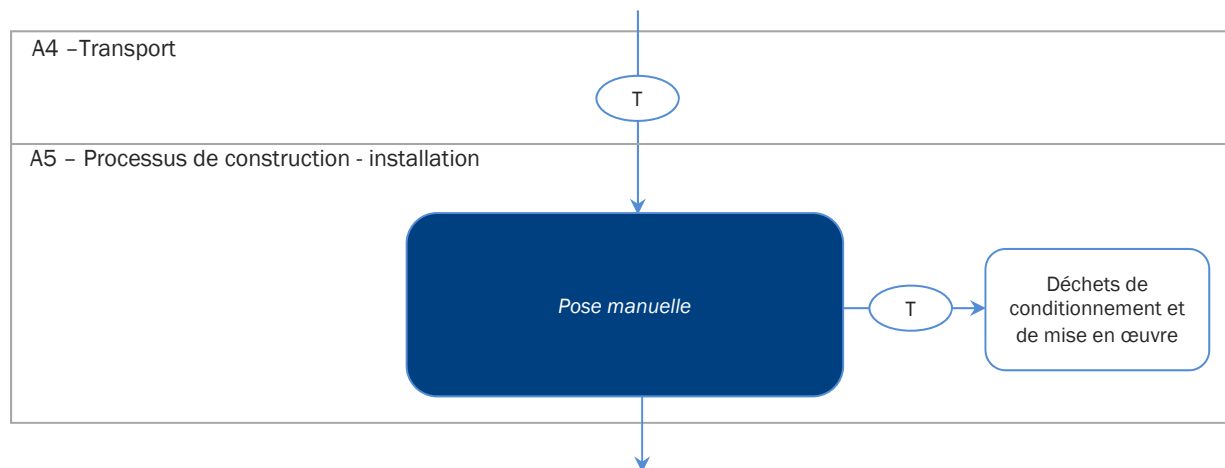 A4 –Transport
T
A5 – Processus de construction - installation
Pose manuelle
T
Déchets de
conditionnement et
de mise en œuvre